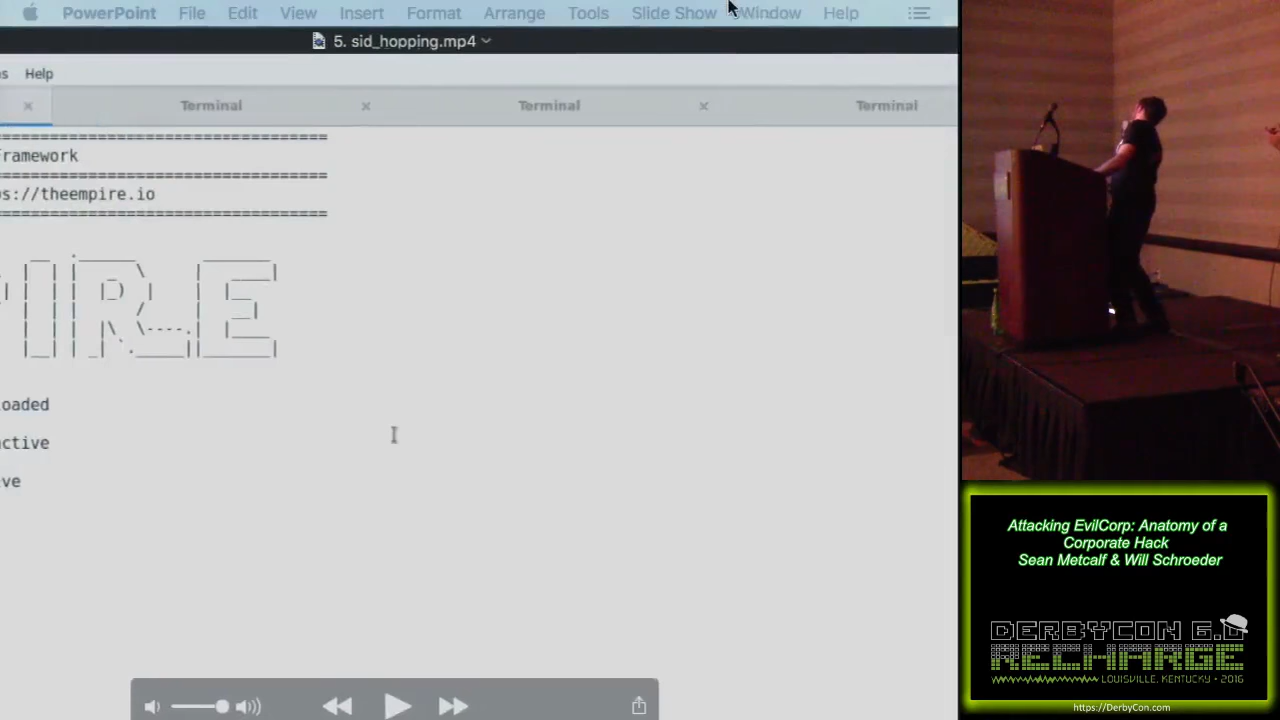 PowerPoint File Edit View Insert Format Arrange Tools Slide Show Window Help
5. sid_hopping.mp4
Help
Terminal Terminal Terminal
ramework
s://theempire.io
IRE
oaded
ctive
ve
Attacking EvilCorp: Anatomy of a
Corporate Hack
Sean Metcalf & Will Schroeder
DERBYCON 6.0
RECHARGE
LOUISVILLE, KENTUCKY • 2016
https://DerbyCon.com